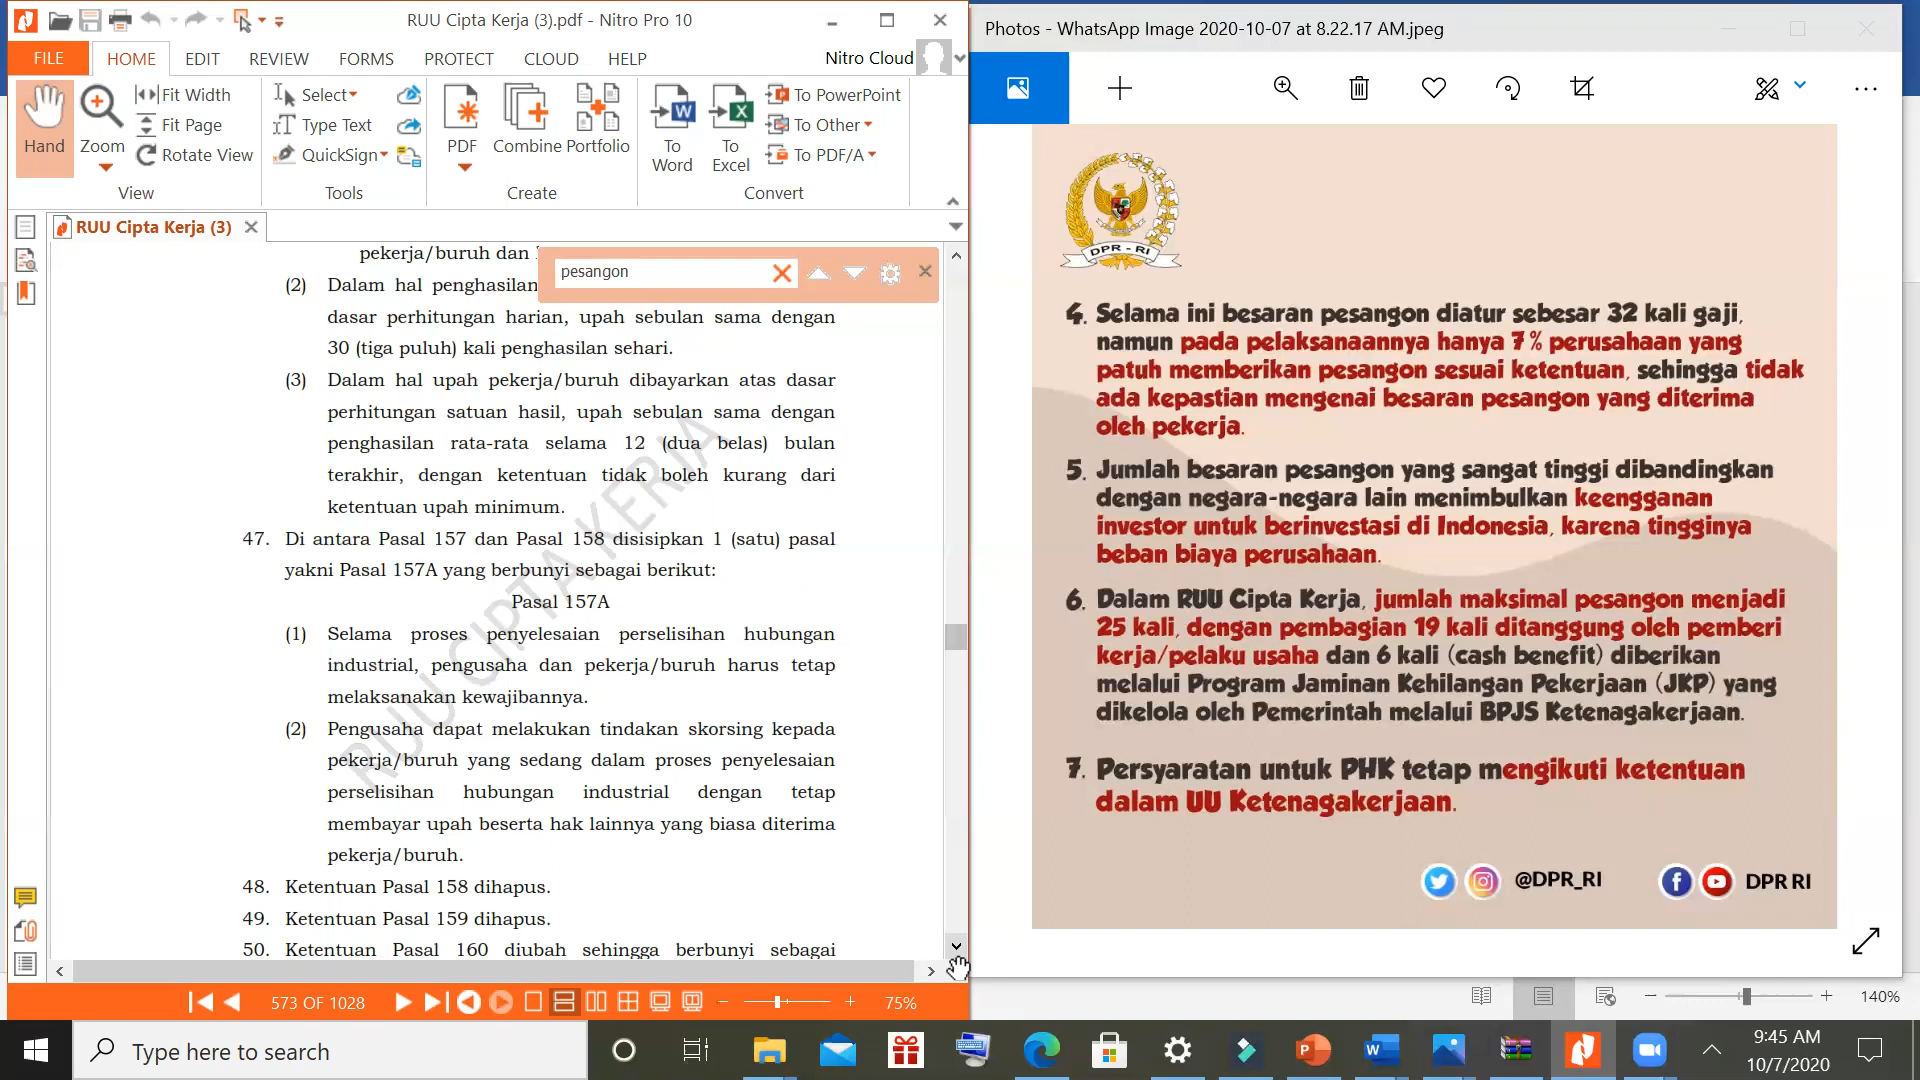 RUU Cipta Kerja (3).pdf - Nitro Pro 10
FILE HOME EDIT REVIEW FORMS PROTECT CLOUD HELP Nitro Cloud
Hand
Zoom
Fit Width
Fit Page
Rotate View
View
Select
Type Text
QuickSign
Tools
PDF
Combine
Portfolio
Create
To Word
To Excel
To PowerPoint
To Other
To PDF/A
Convert
RUU Cipta Kerja (3)
pesangon
pekerja/buruh dan
(2) Dalam hal penghasilan
dasar perhitungan harian, upah sebulan sama dengan
30 (tiga puluh) kali penghasilan sehari.
(3) Dalam hal upah pekerja/buruh dibayarkan atas dasar
perhitungan satuan hasil, upah sebulan sama dengan
penghasilan rata-rata selama 12 (dua belas) bulan
terakhir, dengan ketentuan tidak boleh kurang dari
ketentuan upah minimum.
47. Di antara Pasal 157 dan Pasal 158 disisipkan 1 (satu) pasal
yakni Pasal 157A yang berbunyi sebagai berikut:
Pasal 157A
(1) Selama proses penyelesaian perselisihan hubungan
industrial, pengusaha dan pekerja/buruh harus tetap
melaksanakan kewajibannya.
(2) Pengusaha dapat melakukan tindakan skorsing kepada
pekerja/buruh yang sedang dalam proses penyelesaian
perselisihan hubungan industrial dengan tetap
membayar upah beserta hak lainnya yang biasa diterima
pekerja/buruh.
48. Ketentuan Pasal 158 dihapus.
49. Ketentuan Pasal 159 dihapus.
50. Ketentuan Pasal 160 diubah sehingga berbunyi sebagai
RUU CIPTA KERJA
573 OF 1028
75%
Photos - WhatsApp Image 2020-10-07 at 8.22.17 AM.jpeg
DPR - RI
4. Selama ini besaran pesangon diatur sebesar 32 kali gaji,
namun pada pelaksanaannya hanya 7% perusahaan yang
patuh memberikan pesangon sesuai ketentuan, sehingga tidak
ada kepastian mengenai besaran pesangon yang diterima
oleh pekerja.
5. Jumlah besaran pesangon yang sangat tinggi dibandingkan
dengan negara-negara lain menimbulkan keengganan
investor untuk berinvestasi di Indonesia, karena tingginya
beban biaya perusahaan.
6. Dalam RUU Cipta Kerja, jumlah maksimal pesangon menjadi
25 kali, dengan pembagian 19 kali ditanggung oleh pemberi
kerja/pelaku usaha dan 6 kali (cash benefit) diberikan
melalui Program Jaminan Kehilangan Pekerjaan (JKP) yang
dikelola oleh Pemerintah melalui BPJS Ketenagakerjaan.
7. Persyaratan untuk PHK tetap mengikuti ketentuan
dalam UU Ketenagakerjaan.
@DPR_RI
DPR RI
140%
Type here to search
9:45 AM
10/7/2020